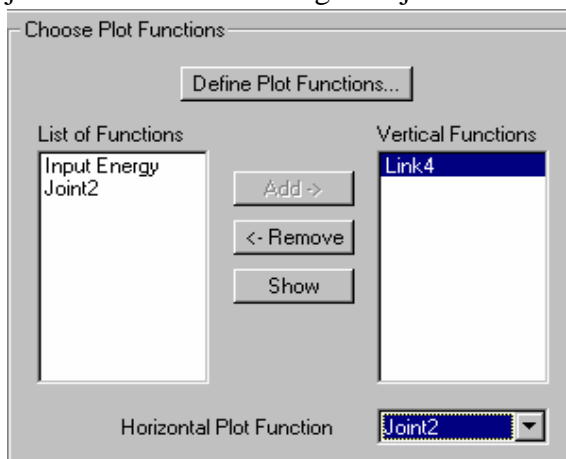 Choose Plot Functions
Define Plot Functions...
List of Functions
Vertical Functions
Input Energy
Joint2
Link4
Add ->
<- Remove
Show
Horizontal Plot Function
Joint2